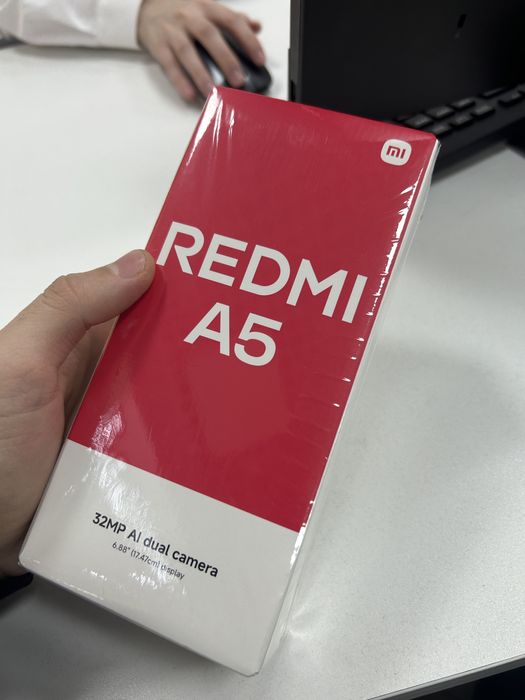 mi
REDMI
A5
32MP AI dual camera
6.88" (17.47cm) display